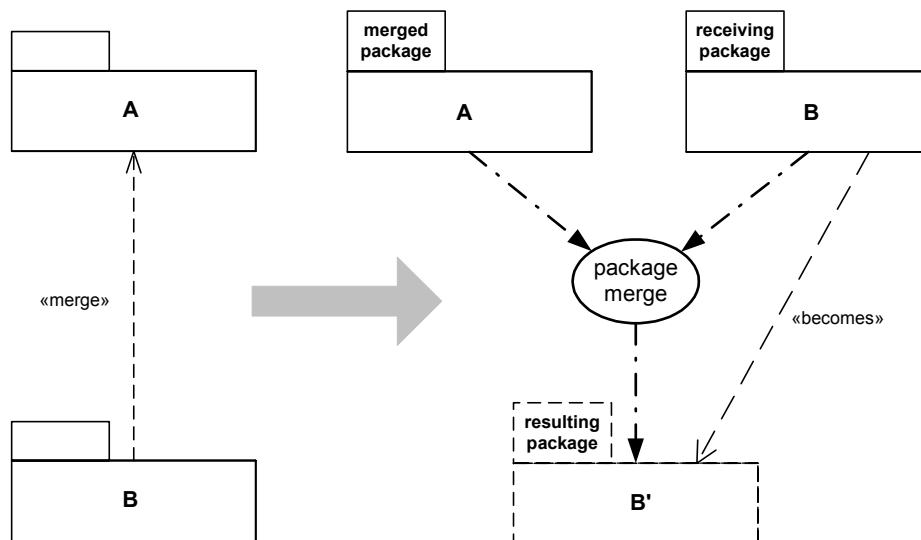 A
«merge»
B
merged
package
A
receiving
package
B
package
merge
«becomes»
resulting
package
B'